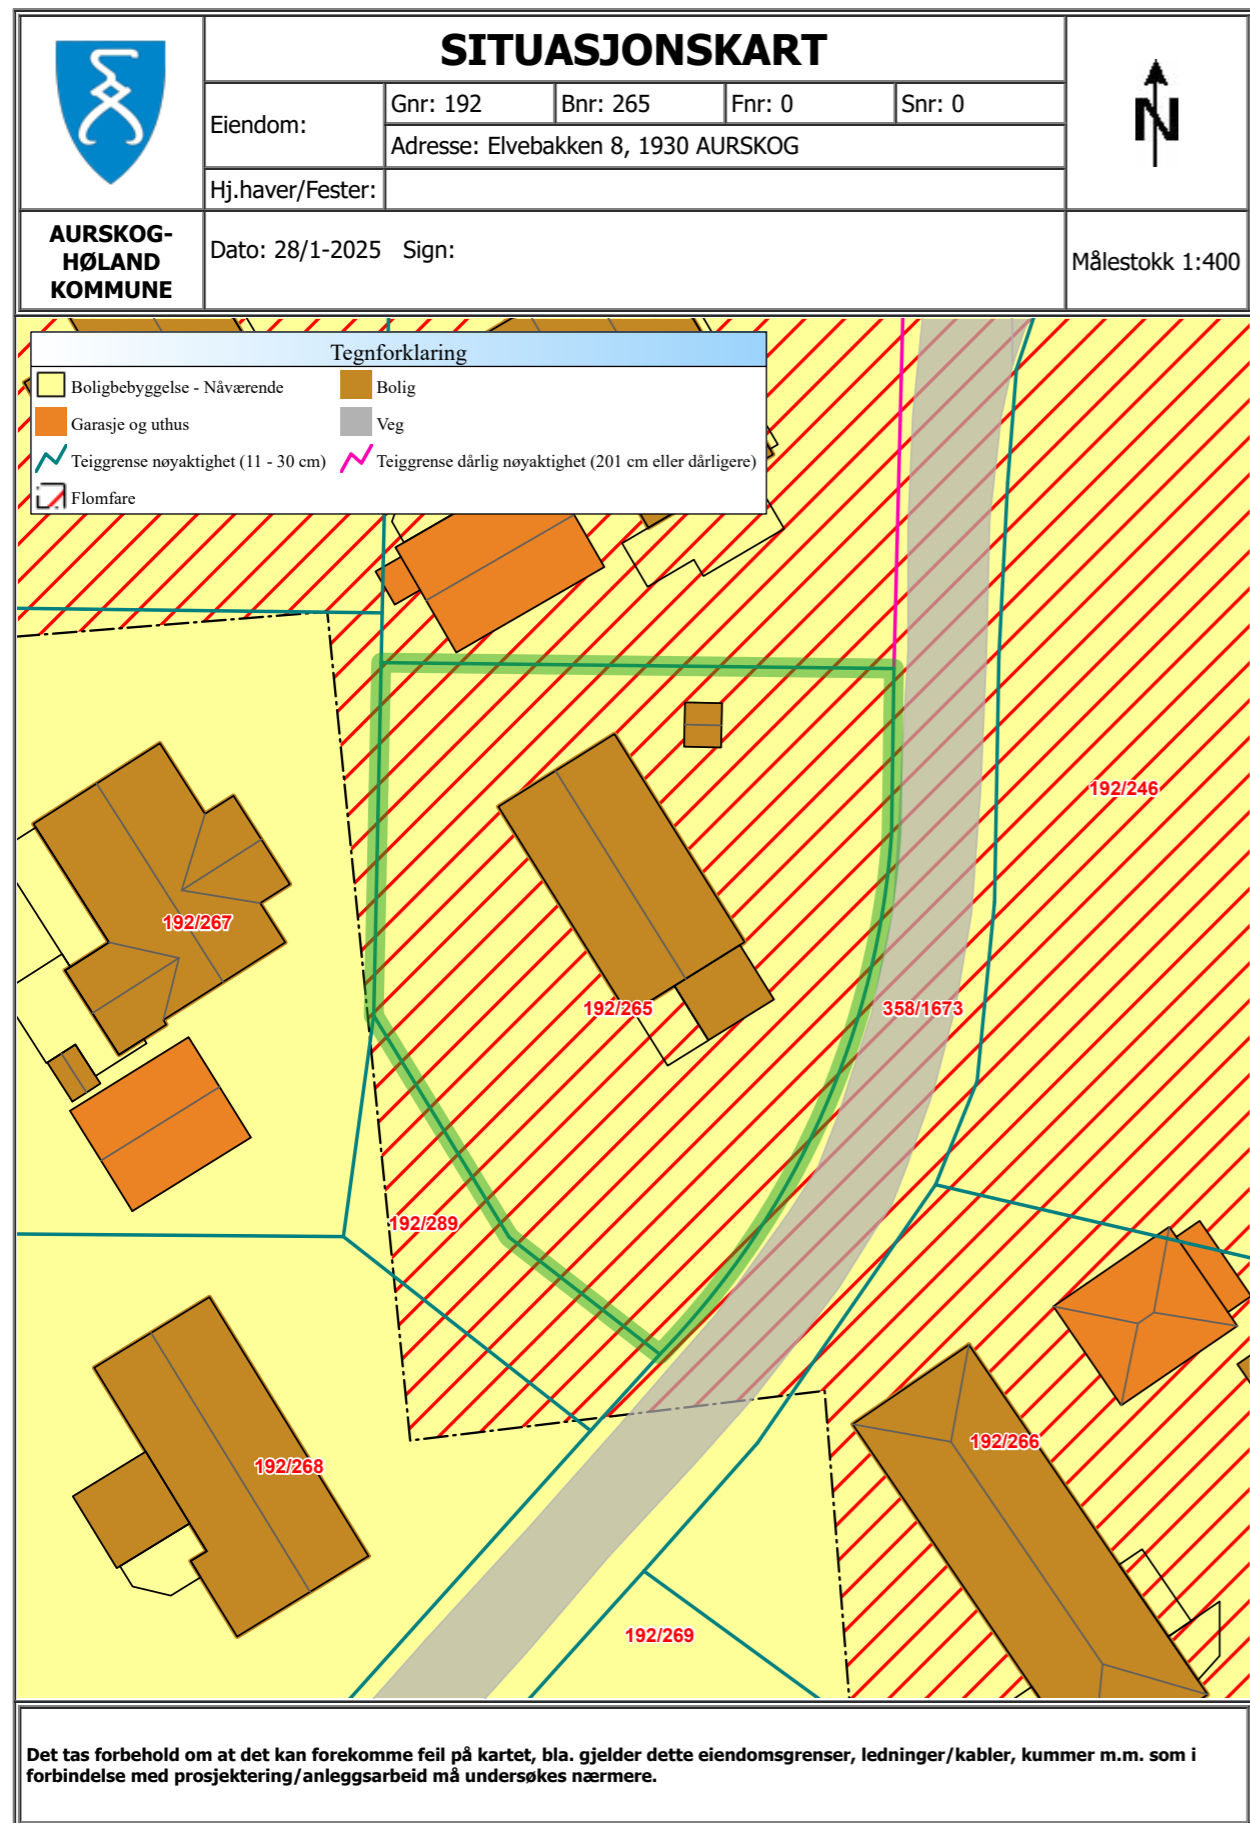 SITUASJONSKART
Eiendom:
Gnr: 192
Bnr: 265
Fnr: 0
Snr: 0
Adresse: Elvebakken 8, 1930 AURSKOG
Hj.haver/Fester:
N
AURSKOG-
HØLAND
KOMMUNE
Dato: 28/1-2025 Sign:
Målestokk 1:400
Tegnforklaring
Boligbebyggelse - Nåværende
Bolig
Garasje og uthus
Veg
Teiggrense nøyaktighet (11 - 30 cm)
Teiggrense dårlig nøyaktighet (201 cm eller dårligere)
Flomfare
192/246
192/267
192/265
358/1673
192/289
192/266
192/268
192/269
Det tas forbehold om at det kan forekomme feil på kartet, bla. gjelder dette eiendomsgrenser, ledninger/kabler, kummer m.m. som i
forbindelse med prosjektering/anleggsarbeid må undersøkes nærmere.